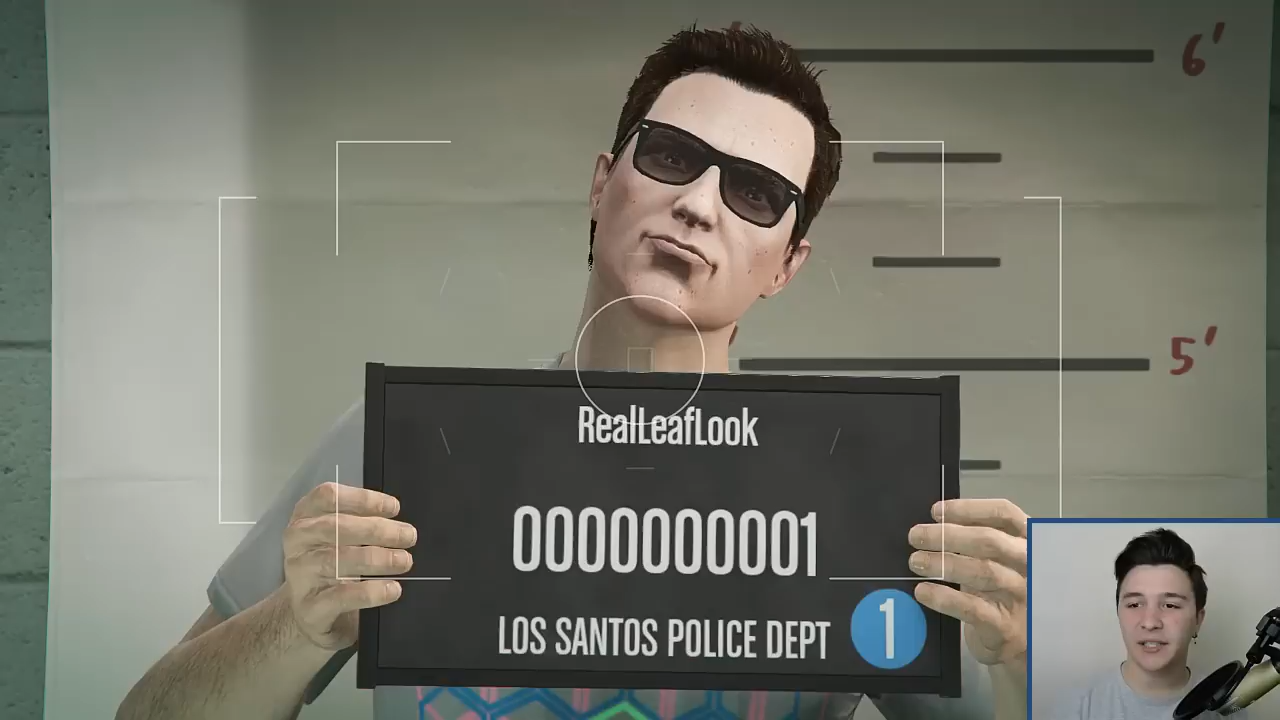 6'
5'
RealLeafLook
0000000001
LOS SANTOS POLICE DEPT
1